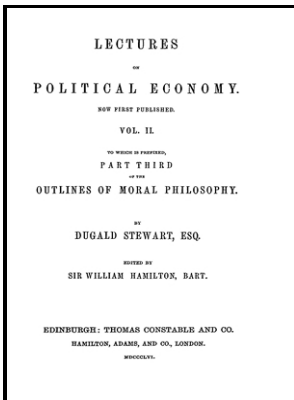 LECTURES
ON
POLITICAL ECONOMY.
NOW FIRST PUBLISHED.
VOL. II.
TO WHICH IS PREFIXED,
PART THIRD
OF THE
OUTLINES OF MORAL PHILOSOPHY.
BY
DUGALD STEWART, ESQ.
EDITED BY
SIR WILLIAM HAMILTON, BART.
EDINBURGH: THOMAS CONSTABLE AND CO.
HAMILTON, ADAMS, AND CO., LONDON.
MDCCCLVI.